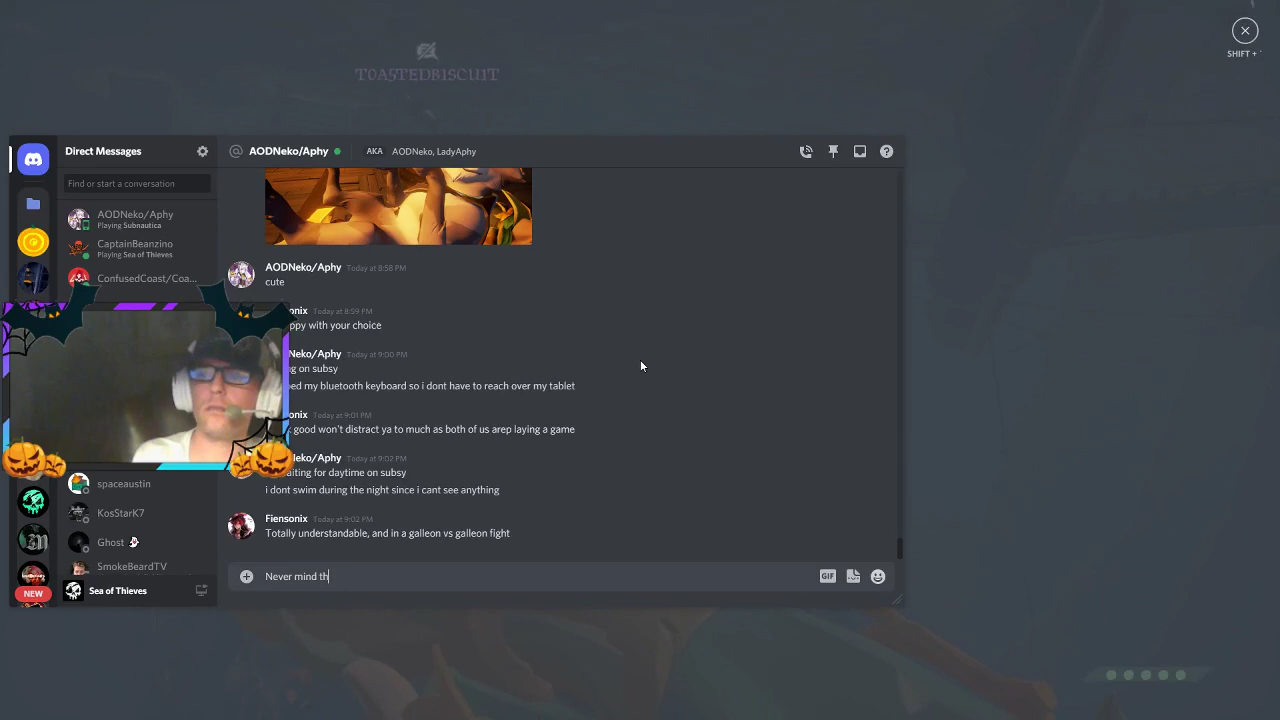 TOASTEDBISCUIT
SHIFT + `
Direct Messages
AODNeko/Aphy
AKA AODNeko, LadyAphy
Find or start a conversation
AODNeko/Aphy
Playing Subnautica
CaptainBeanzino
Playing Sea of Thieves
ConfusedCoast/Coa...
spaceaustin
KosStarK7
Ghost
SmokeBeardTV
NEW
Sea of Thieves
AODNeko/Aphy Today at 8:58 PM
cute
onix Today at 8:59 PM
ppy with your choice
Neko/Aphy Today at 9:00 PM
g on subsy
ed my bluetooth keyboard so i dont have to reach over my tablet
onix Today at 9:01 PM
good won't distract ya to much as both of us arep laying a game
Neko/Aphy Today at 9:02 PM
aiting for daytime on subsy
i dont swim during the night since i cant see anything
Fiensonix Today at 9:02 PM
Totally understandable, and in a galleon vs galleon fight
Never mind th
GIF